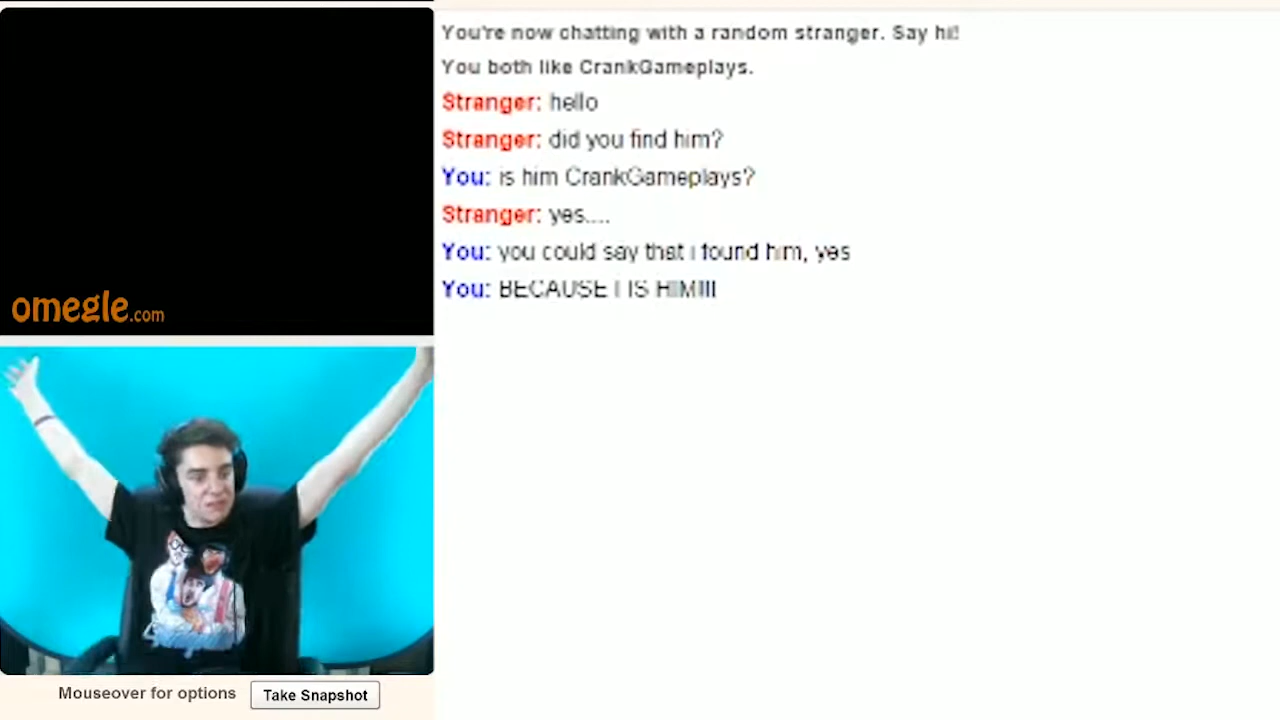 You're now chatting with a random stranger. Say hi!
You both like CrankGameplays.
Stranger: hello
Stranger: did you find him?
You: is him CrankGameplays?
Stranger: yes....
You: you could say that i found him, yes
You: BECAUSE I IS HIM!!!
omegle.com
Mouseover for options
Take Snapshot